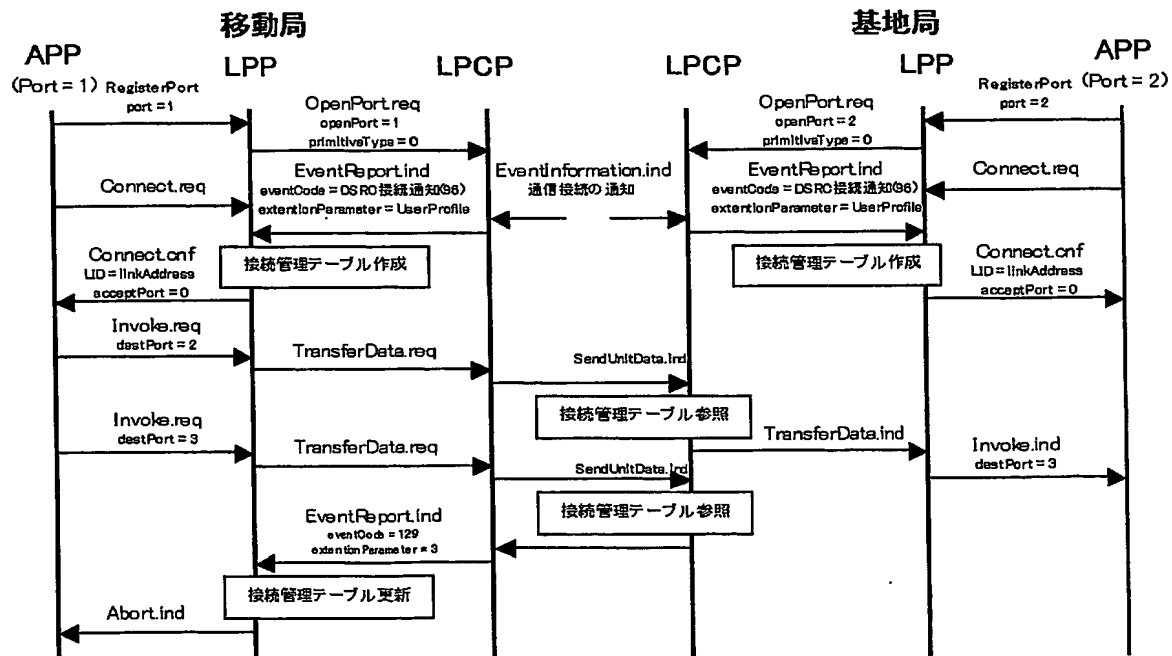 移動局
基地局
APP
LPP
LPCP
LPCP
LPP
APP
(Port = 1)
RegisterPort
port = 1
OpenPort.req
openPort = 1
primitiveType = 0
OpenPort.req
openPort = 2
primitiveType = 0
RegisterPort
port = 2
(Port = 2)
Connect.req
EventReport.ind
eventCode = DSRC接続通知(96)
extentionParameter = UserProfile
EventInformation.ind
通信接続の通知
EventReport.ind
eventCode = DSRC接続通知(96)
extentionParameter = UserProfile
Connect.req
Connect.cnf
LID = linkAddress
acceptPort = 0
接続管理テーブル作成
接続管理テーブル作成
Connect.cnf
LID = linkAddress
acceptPort = 0
Invoke.req
destPort = 2
TransferData.req
SendUnitData.ind
接続管理テーブル参照
Invoke.req
destPort = 3
TransferData.req
SendUnitData.ind
TransferData.ind
Invoke.ind
destPort = 3
接続管理テーブル参照
EventReport.ind
eventCode = 129
extentionParameter = 3
接続管理テーブル更新
Abort.ind